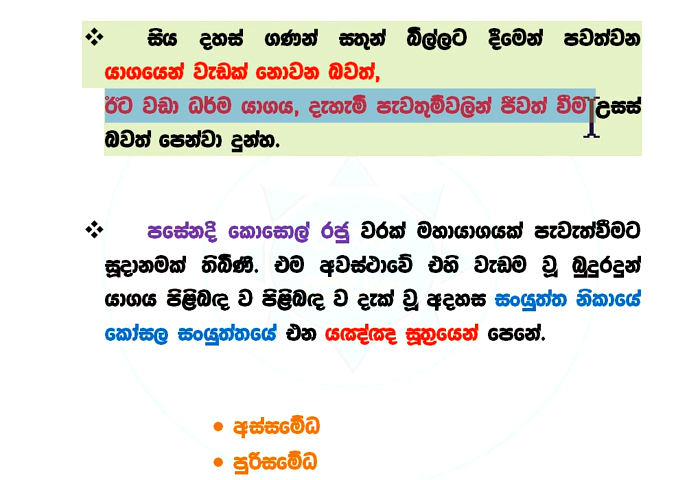 ❖ සිය දහස් ගණන් සතුන් බිල්ලට දීමෙන් පවත්වන
යාගයෙන් වැඩක් නොවන බවත්,
ඊට වඩා ධර්ම යාගය, දැහැමි පැවතුම්වලින් ජීවත් වීම උසස්
බවත් පෙන්වා දුන්හ.
❖ පසේනදි කොසොල් රජු වරක් මහායාගයක් පැවැත්වීමට
සූදානමක් තිබිණි. එම අවස්ථාවේ එහි වැඩම වූ බුදුරදුන්
යාගය පිළිබඳ ව පිළිබඳ ව දැක් වූ අදහස සංයුත්ත නිකායේ
කෝසල සංයුත්තයේ එන යඤ්ඤ සූත්‍රයෙන් පෙනේ.
• අස්සමේධ
• පුරිසමේධ